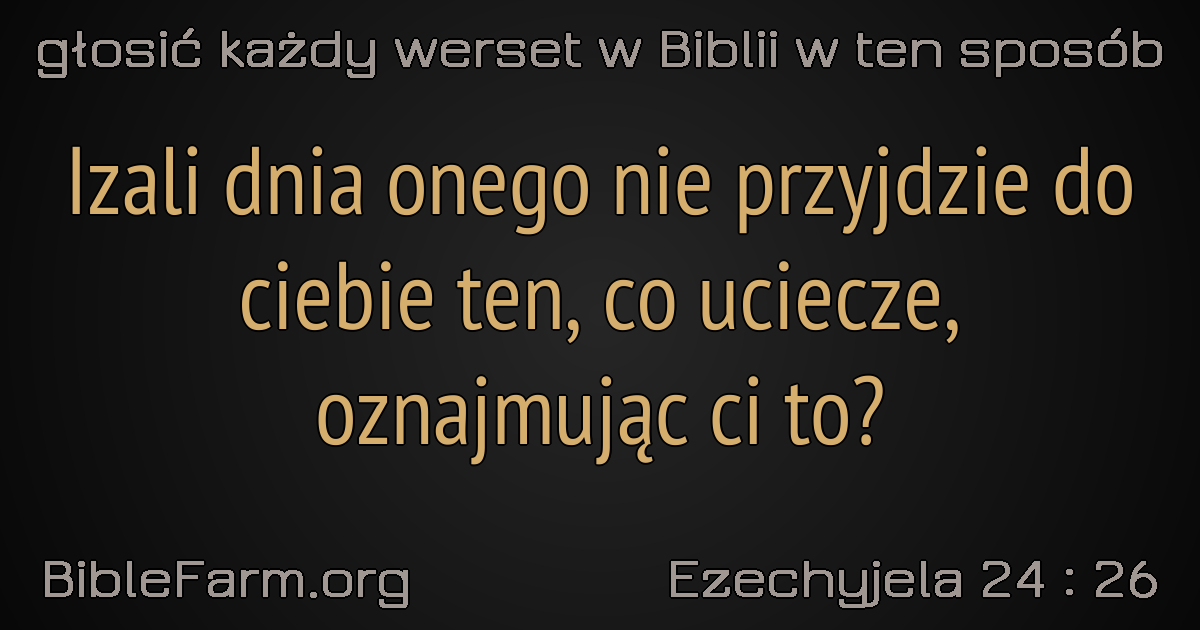 głosić każdy werset w Biblii w ten sposób
Izali dnia onego nie przyjdzie do
ciebie ten, co uciecze,
oznajmując ci to?
BibleFarm.org
Ezechyjela 24 : 26